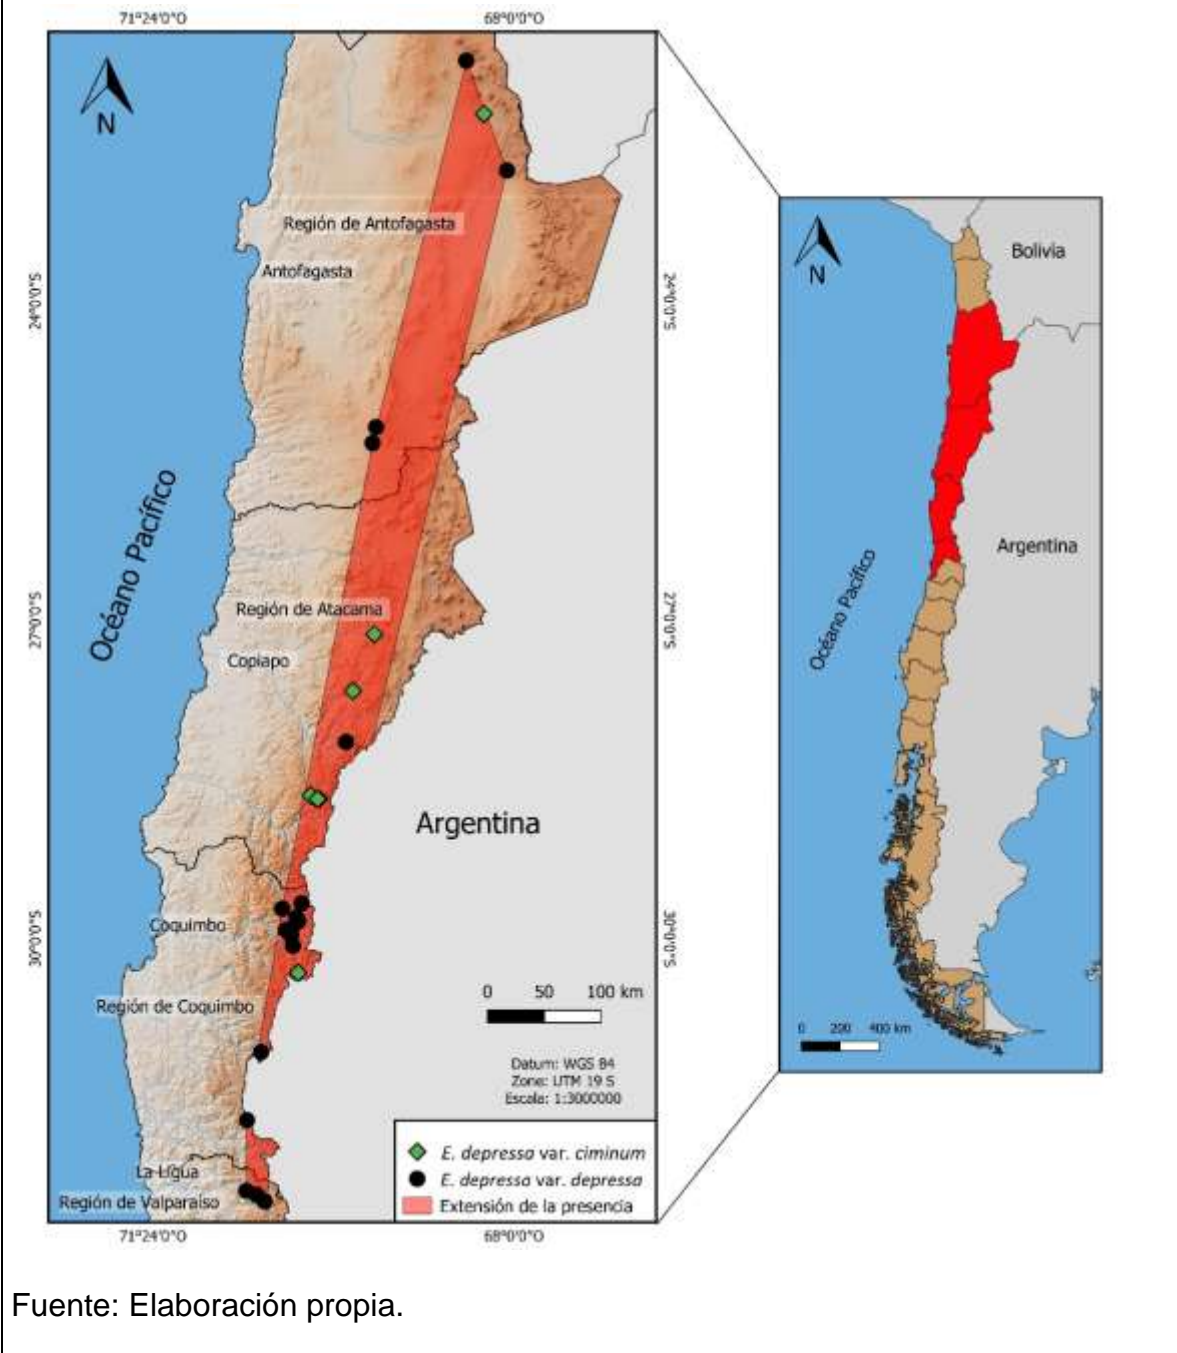 71°24'0"O
68°0'0"O
N
Región de Antofagasta
Antofagasta
24°0'0"S
24°0'0"S
Océano Pacífico
27°0'0"S
27°0'0"S
Región de Atacama
Copiapo
Argentina
30°0'0"S
30°0'0"S
Coquimbo
Región de Coquimbo
0 50 100 km
Datum: WGS 84
Zone: UTM 19 S
Escala: 1:3000000
La Ligua
Región de Valparaíso
E. depressa var. ciminum
E. depressa var. depressa
Extensión de la presencia
71°24'0"O
68°0'0"O
N
Bolivia
Argentina
Océano Pacífico
0 200 400 km
Fuente: Elaboración propia.